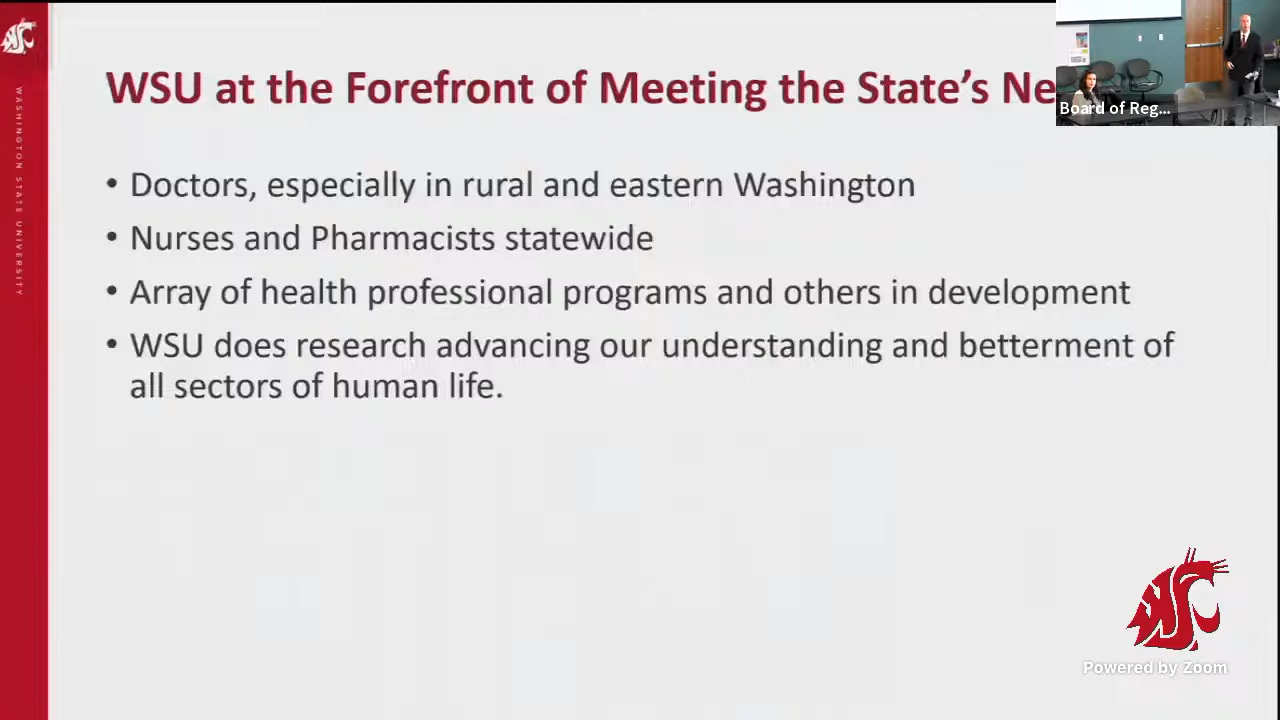 WSU at the Forefront of Meeting the State's Ne
Board of Reg...
• Doctors, especially in rural and eastern Washington
• Nurses and Pharmacists statewide
• Array of health professional programs and others in development
• WSU does research advancing our understanding and betterment of
all sectors of human life.
WASHINGTON STATE UNIVERSITY
Powered by Zoom